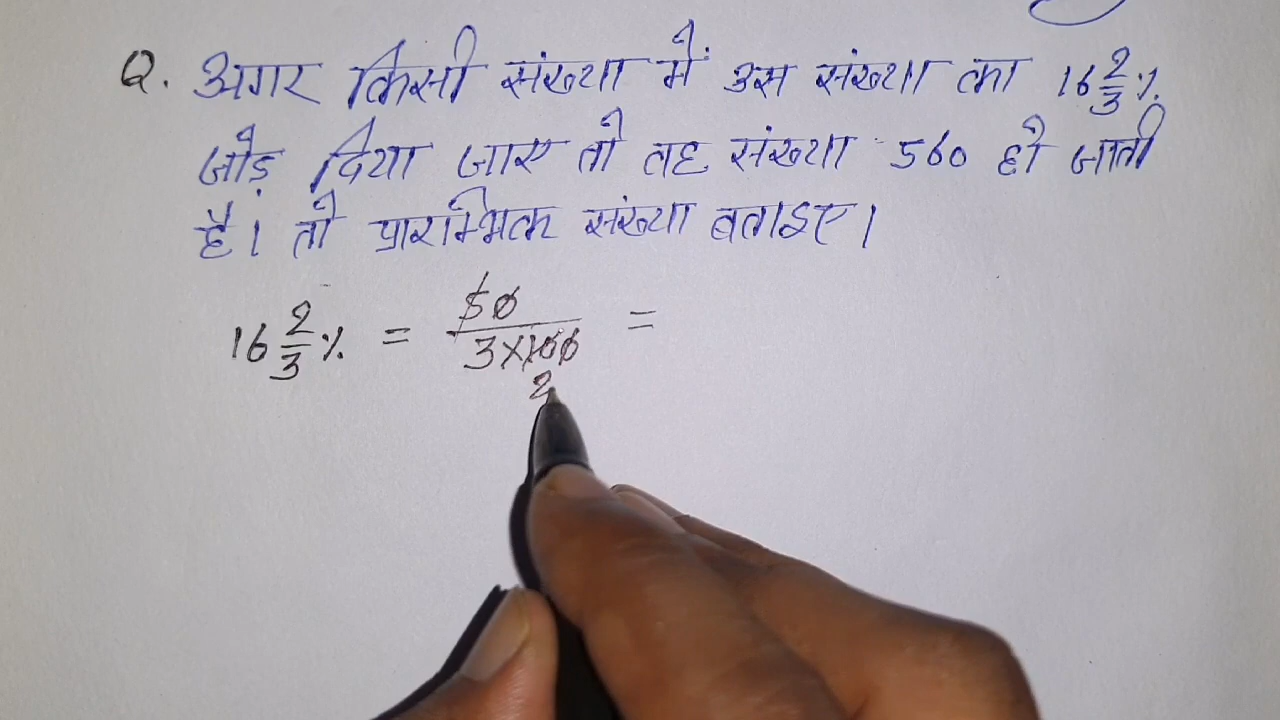 Q. अगर किसी संख्या में उस संख्या का 16 2/3 %
जोड़ दिया जाए तो वह संख्या 560 हो जाती
है। तो प्रारम्भिक संख्या बताइए।
16 2/3 % = 50/3×100 =
2